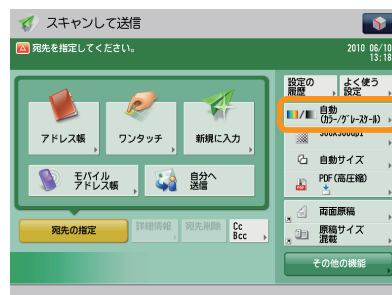 スキャンして送信
宛先を指定してください。
2010 06/10
13:18
設定の
履歴
よく使う
設定
自動
(カラー/グレースケール)
300x300dpi
自動サイズ
PDF(高圧縮)
両面原稿
原稿サイズ
混載
その他の機能
アドレス帳
ワンタッチ
新規に入力
モバイル
アドレス帳
自分へ
送信
宛先の指定
詳細情報
宛先削除
Cc
Bcc